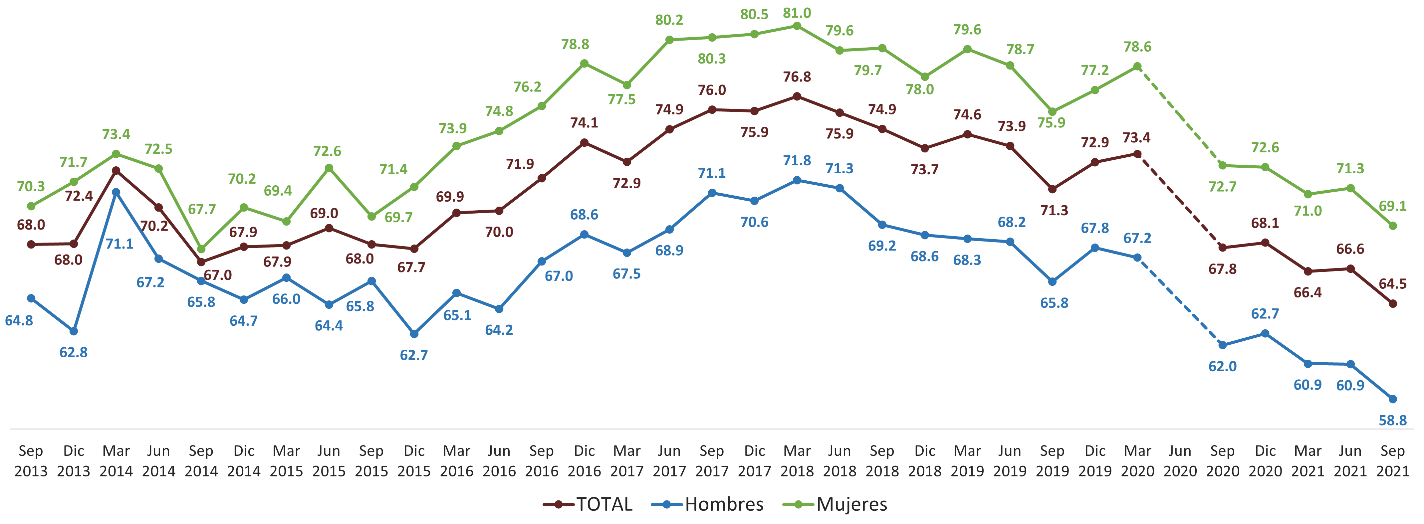 70.3 71.7 73.4 72.5 67.7 70.2 69.4 72.6 69.7 71.4 73.9 74.8 76.2 78.8 77.5 80.2 80.3 80.5 81.0 79.6 79.7 78.0 79.6 78.7 75.9 77.2 78.6 72.7 72.6 71.0 71.3 69.1
68.0 68.0 72.4 70.2 67.0 67.9 67.9 69.0 68.0 67.7 69.9 70.0 71.9 74.1 72.9 74.9 76.0 75.9 76.8 75.9 74.9 73.7 74.6 73.9 71.3 72.9 73.4 67.8 68.1 66.4 66.6 64.5
64.8 62.8 71.1 67.2 65.8 64.7 66.0 64.4 65.8 62.7 65.1 64.2 67.0 68.6 67.5 68.9 71.1 70.6 71.8 71.3 69.2 68.6 68.3 68.2 65.8 67.8 67.2 62.0 62.7 60.9 60.9 58.8
Sep Dic Mar Jun Sep Dic Mar Jun Sep Dic Mar Jun Sep Dic Mar Jun Sep Dic Mar Jun Sep Dic Mar Jun Sep Dic Mar Jun Sep Dic Mar Jun Sep
2013 2013 2014 2014 2014 2014 2015 2015 2015 2015 2016 2016 2016 2016 2017 2017 2017 2017 2018 2018 2018 2018 2019 2019 2019 2019 2020 2020 2020 2020 2021 2021 2021
TOTAL Hombres Mujeres